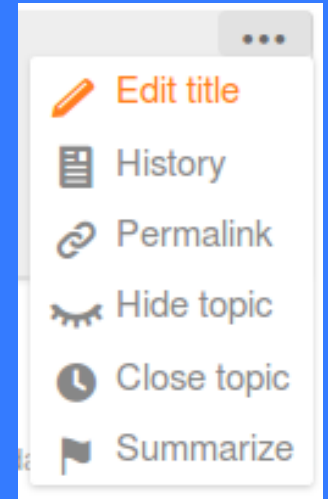 Edit title
History
Permalink
Hide topic
Close topic
Summarize